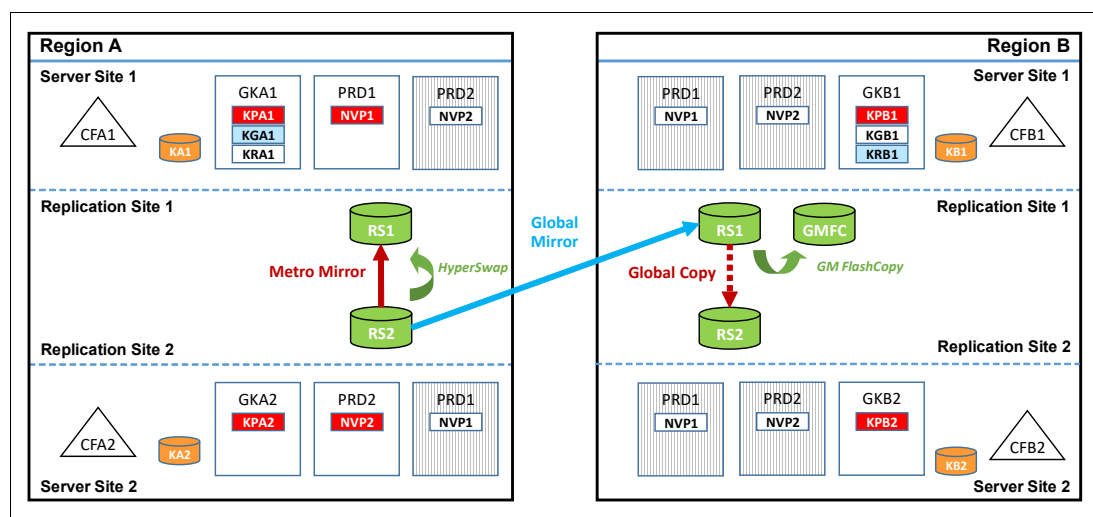 Region A
Server Site 1
CFA1
KA1
GKA1
KPA1
KGA1
KRA1
PRD1
NVP1
PRD2
NVP2
Replication Site 1
RS1
Metro Mirror
HyperSwap
RS2
Replication Site 2
CFA2
KA2
GKA2
KPA2
PRD2
NVP2
PRD1
NVP1
Server Site 2
Global
Mirror
Region B
Server Site 1
PRD1
NVP1
PRD2
NVP2
GKB1
KPB1
KGB1
KRB1
KB1
CFB1
Replication Site 1
RS1
GMFC
Global Copy
GM FlashCopy
RS2
Replication Site 2
PRD1
NVP1
PRD2
NVP2
GKB2
KPB2
KB2
CFB2
Server Site 2